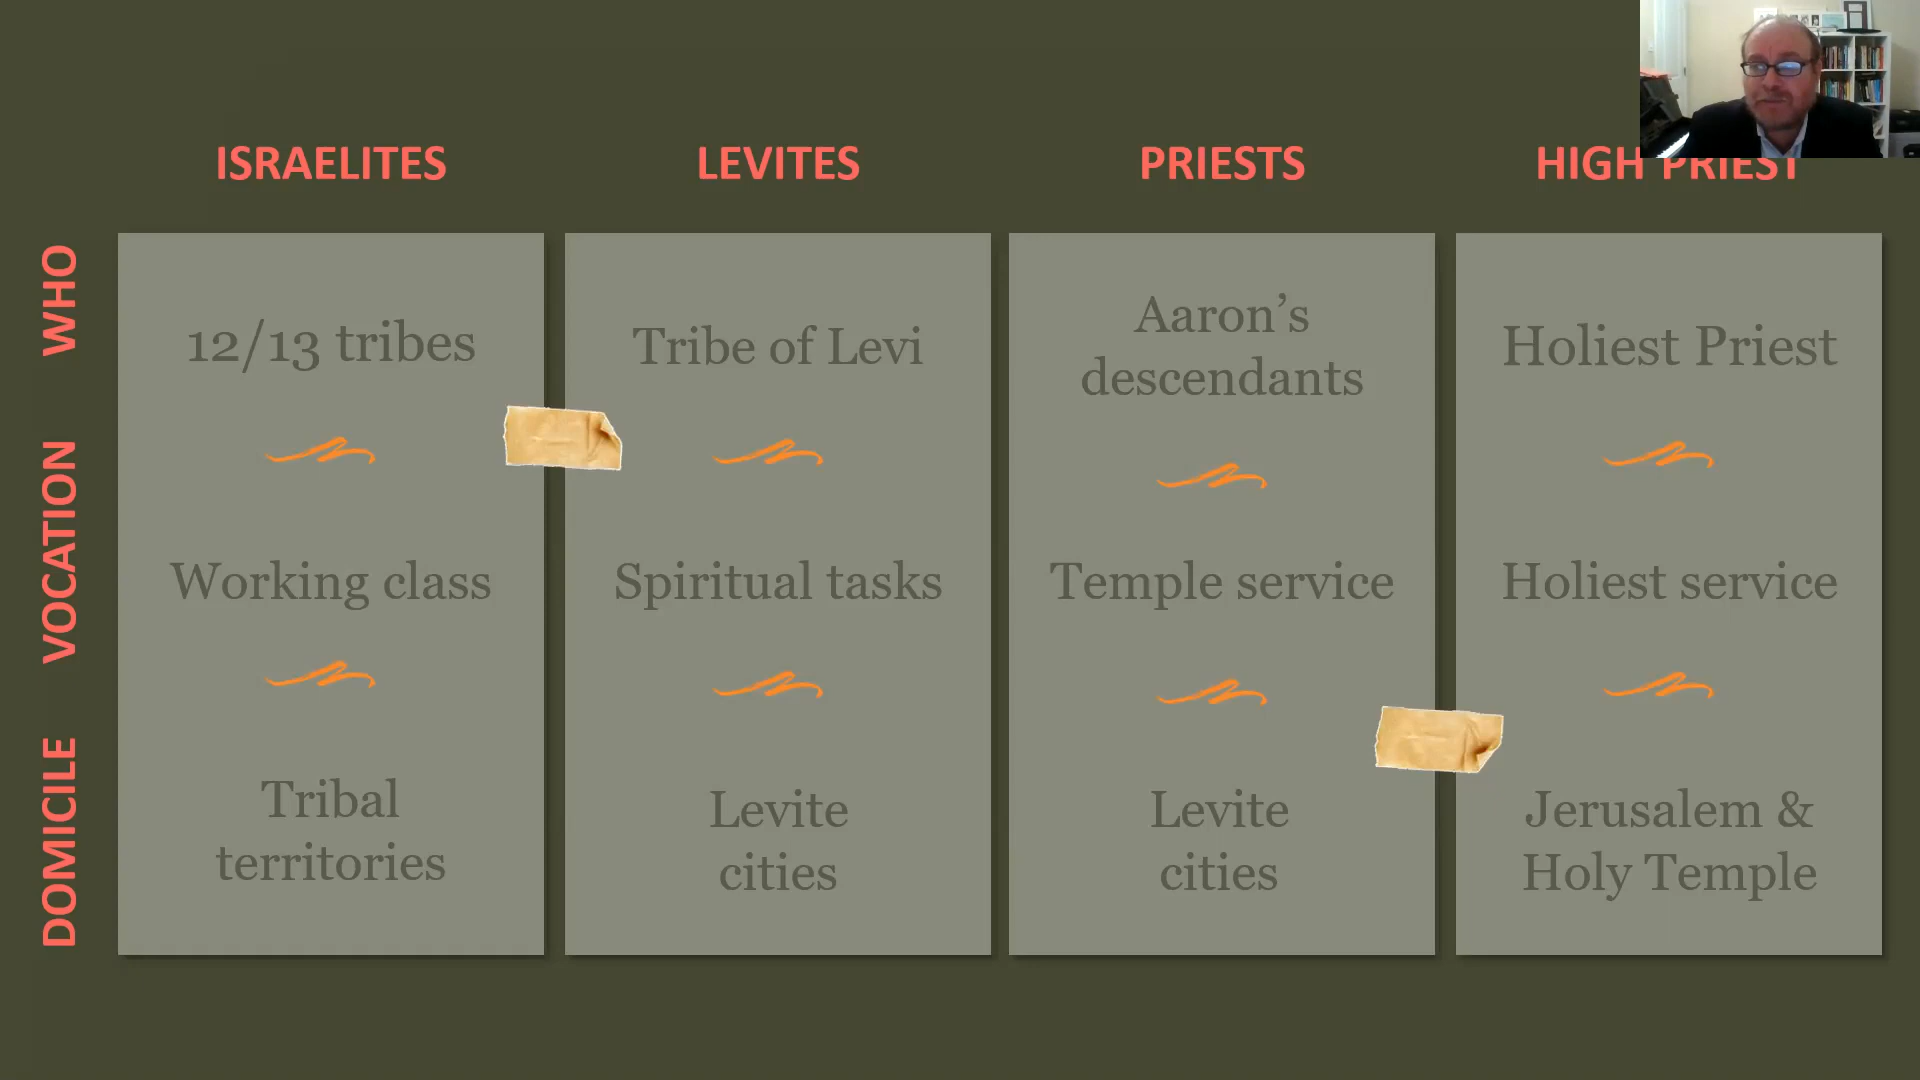 ISRAELITES
LEVITES
PRIESTS
HIGH PRIEST
WHO
12/13 tribes
Tribe of Levi
Aaron’s
descendants
Holiest Priest
VOCATION
Working class
Spiritual tasks
Temple service
Holiest service
DOMICILE
Tribal
territories
Levite
cities
Levite
cities
Jerusalem &
Holy Temple